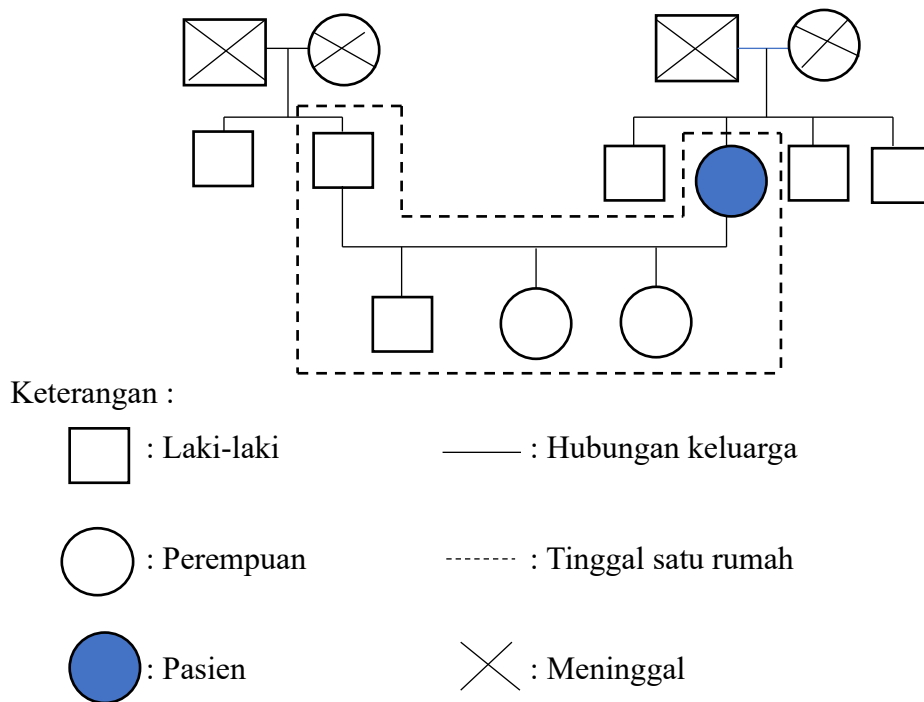 Keterangan :
: Laki-laki
: Hubungan keluarga
: Perempuan
: Tinggal satu rumah
: Pasien
: Meninggal